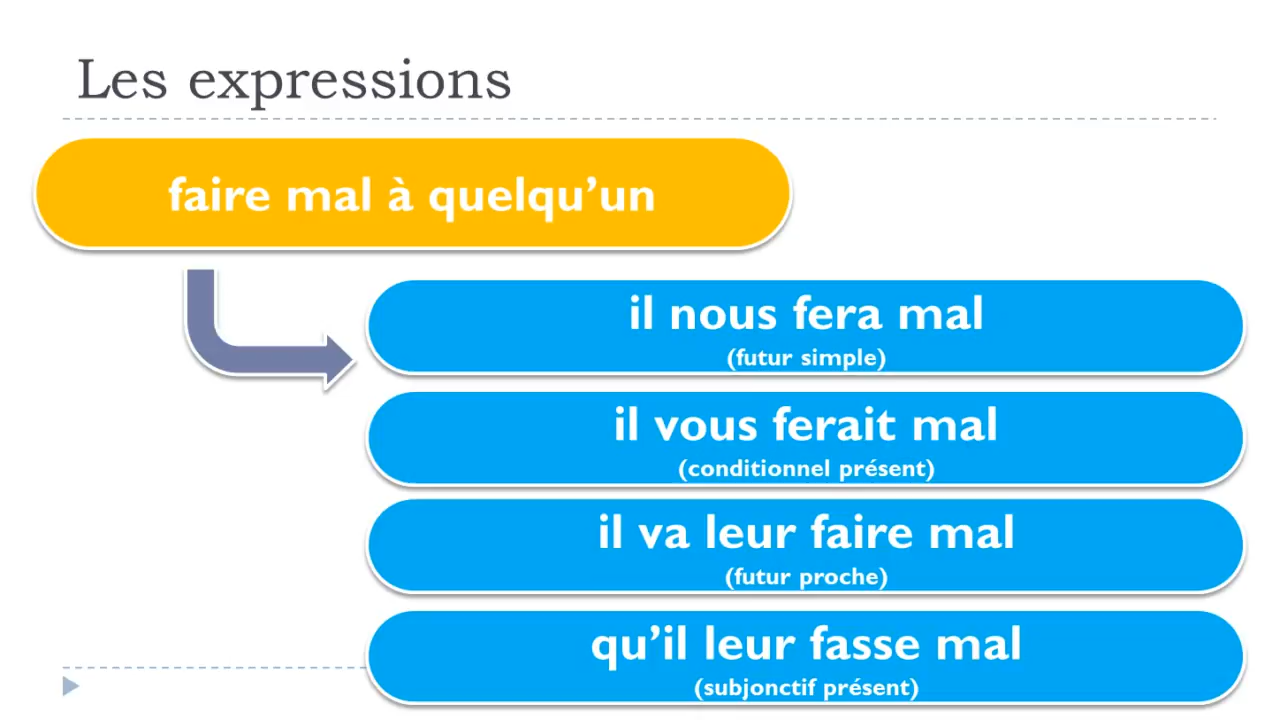 Les expressions
faire mal à quelqu’un
il nous fera mal
(futur simple)
il vous ferait mal
(conditionnel présent)
il va leur faire mal
(futur proche)
qu’il leur fasse mal
(subjonctif présent)